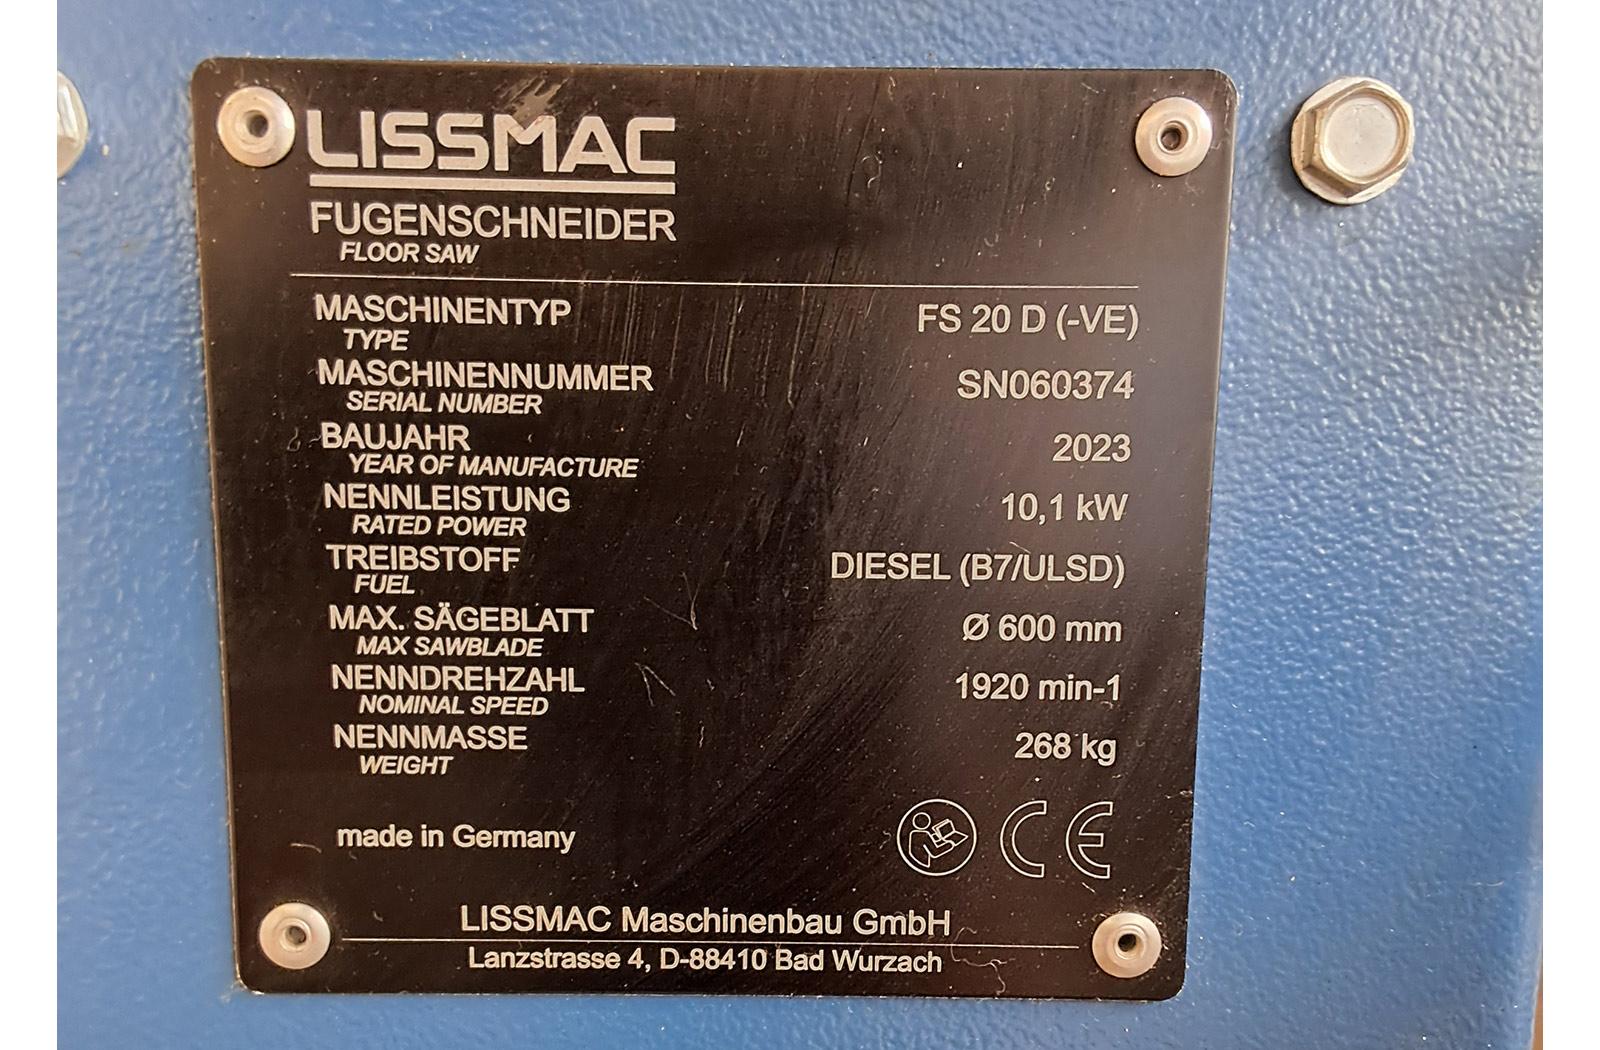 LISSMAC
FUGENSCHNEIDER
FLOOR SAW
MASCHINENTYP FS 20 D (-VE)
TYPE
MASCHINENNUMMER SN060374
SERIAL NUMBER
BAUJAHR 2023
YEAR OF MANUFACTURE
NENNLEISTUNG 10,1 kW
RATED POWER
TREIBSTOFF DIESEL (B7/ULSD)
FUEL
MAX. SÄGEBLATT Ø 600 mm
MAX SAWBLADE
NENNDREHZAHL 1920 min-1
NOMINAL SPEED
NENNMASSE 268 kg
WEIGHT
made in Germany CE
LISSMAC Maschinenbau GmbH
Lanzstrasse 4, D-88410 Bad Wurzach